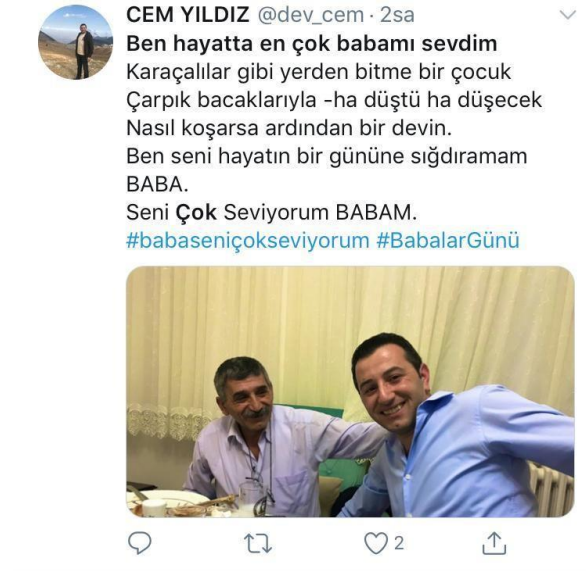 CEM YILDIZ @dev_cem · 2sa
Ben hayatta en çok babamı sevdim
Karaçalılar gibi yerden bitme bir çocuk
Çarpık bacaklarıyla -ha düştü ha düşecek
Nasıl koşarsa ardından bir devin.
Ben seni hayatın bir gününe sığdıramam
BABA.
Seni Çok Seviyorum BABAM.
#babaseniçokseviyorum #BabalarGünü
2